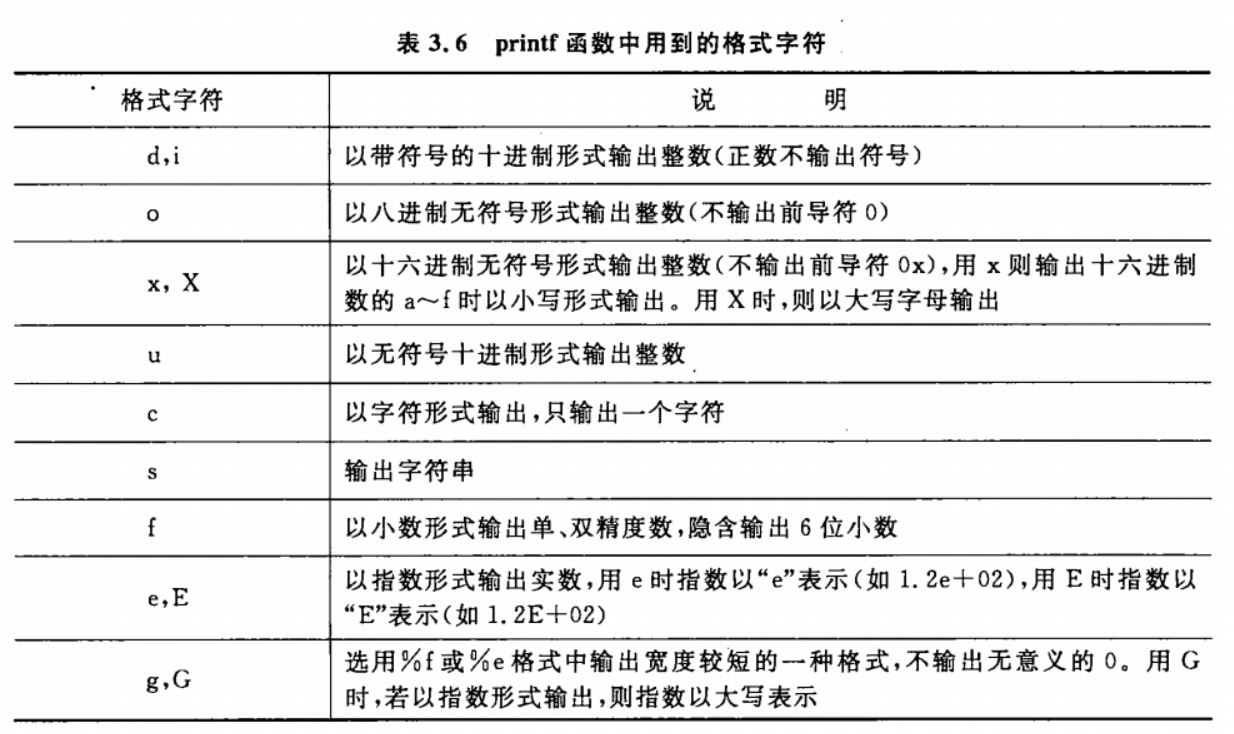 表 3.6 printf 函数中用到的格式字符
格式字符 说 明
d,i 以带符号的十进制形式输出整数(正数不输出符号)
o 以八进制无符号形式输出整数(不输出前导符 0)
x, X 以十六进制无符号形式输出整数(不输出前导符 0x),用 x 则输出十六进制
数的 a～f 时以小写形式输出。用 X 时,则以大写字母输出
u 以无符号十进制形式输出整数
c 以字符形式输出,只输出一个字符
s 输出字符串
f 以小数形式输出单、双精度数,隐含输出 6 位小数
e,E 以指数形式输出实数,用 e 时指数以“e”表示(如 1.2e+02),用 E 时指数以
“E”表示(如 1.2E+02)
g,G 选用%f 或%e 格式中输出宽度较短的一种格式,不输出无意义的 0。用 G
时,若以指数形式输出,则指数以大写表示